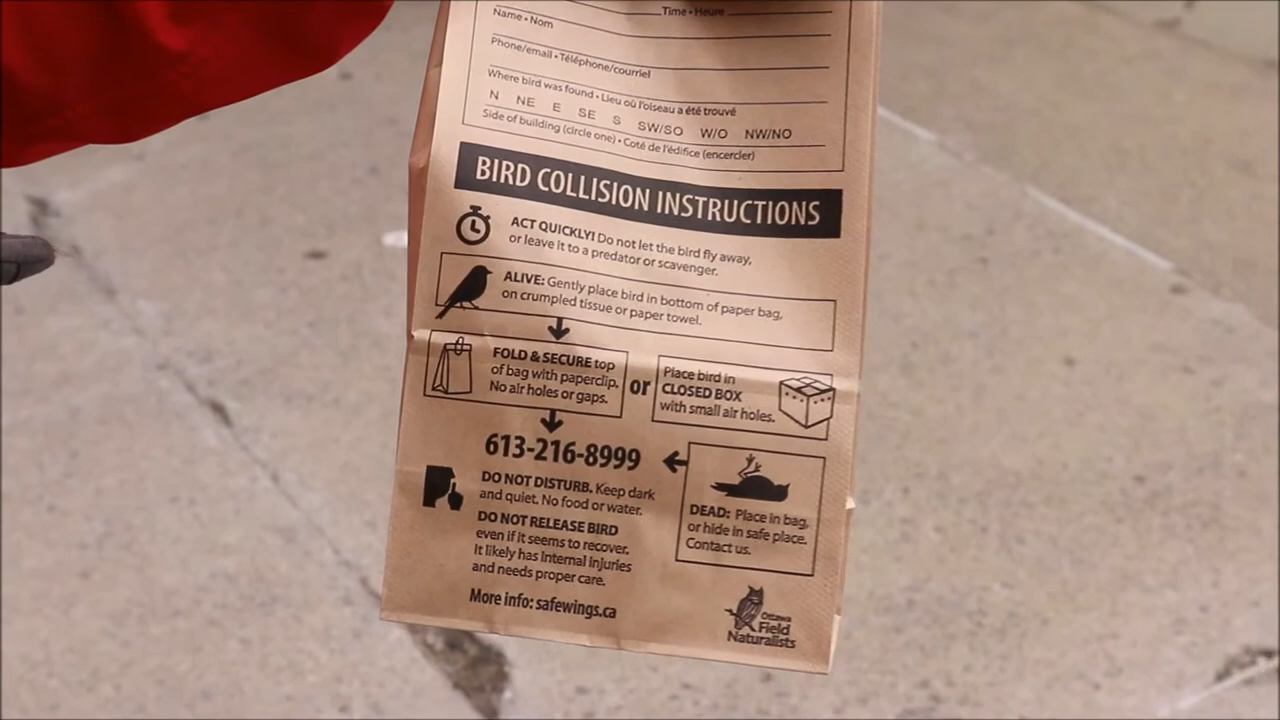 Time • Heure
Name • Nom
Phone/email • Téléphone/courriel
Where bird was found • Lieu où l'oiseau a été trouvé
N NE E SE S SW/SO W/O NW/NO
Side of building (circle one) • Coté de l'édifice (encercler)
BIRD COLLISION INSTRUCTIONS
ACT QUICKLY! Do not let the bird fly away,
or leave it to a predator or scavenger.
ALIVE: Gently place bird in bottom of paper bag,
on crumpled tissue or paper towel.
FOLD & SECURE top
of bag with paperclip.
No air holes or gaps.
or
Place bird in
CLOSED BOX
with small air holes.
613-216-8999
DO NOT DISTURB. Keep dark
and quiet. No food or water.
DO NOT RELEASE BIRD
even if it seems to recover.
It likely has internal injuries
and needs proper care.
DEAD: Place in bag,
or hide in safe place.
Contact us.
More info: safewings.ca
Ottawa
Field
Naturalists